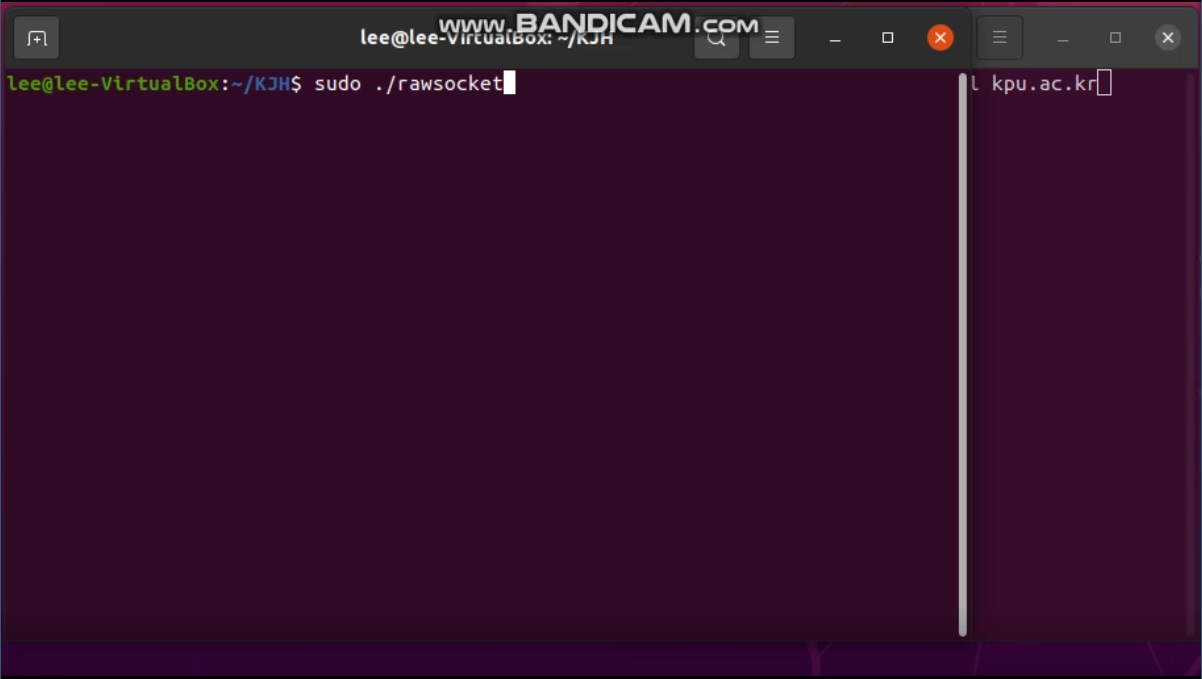 www.BANDICAM.com
lee@lee-VirtualBox: ~/KJH
lee@lee-VirtualBox:~/KJH$ sudo ./rawsocket
l kpu.ac.kr